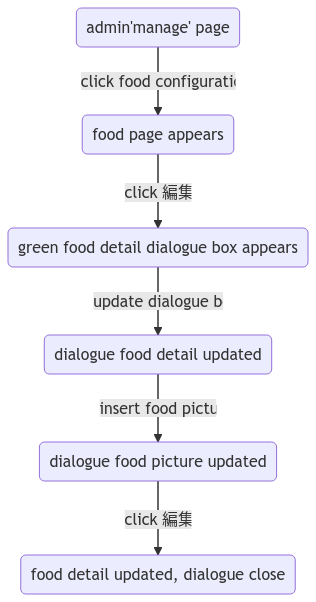 admin'manage' page
click food configuratio
food page appears
click 編集
green food detail dialogue box appears
update dialogue b
dialogue food detail updated
insert food pictu
dialogue food picture updated
click 編集
food detail updated, dialogue close